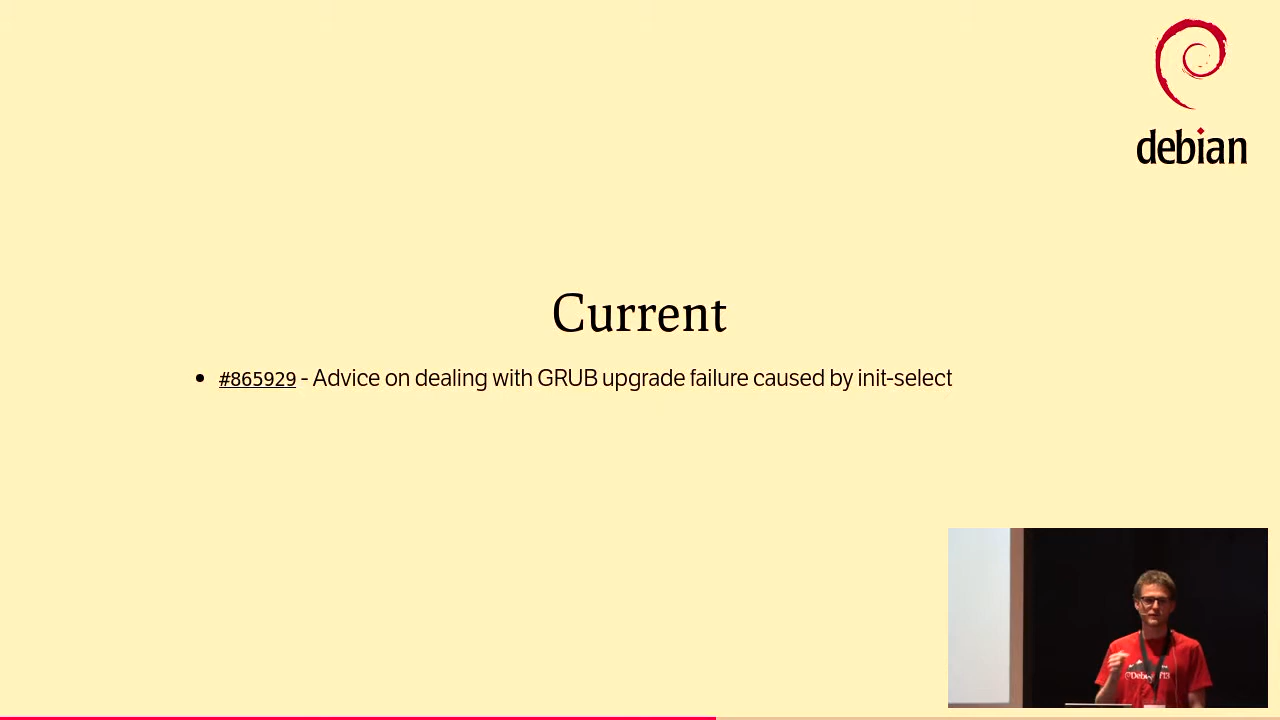 debian
Current
#865929 - Advice on dealing with GRUB upgrade failure caused by init-select